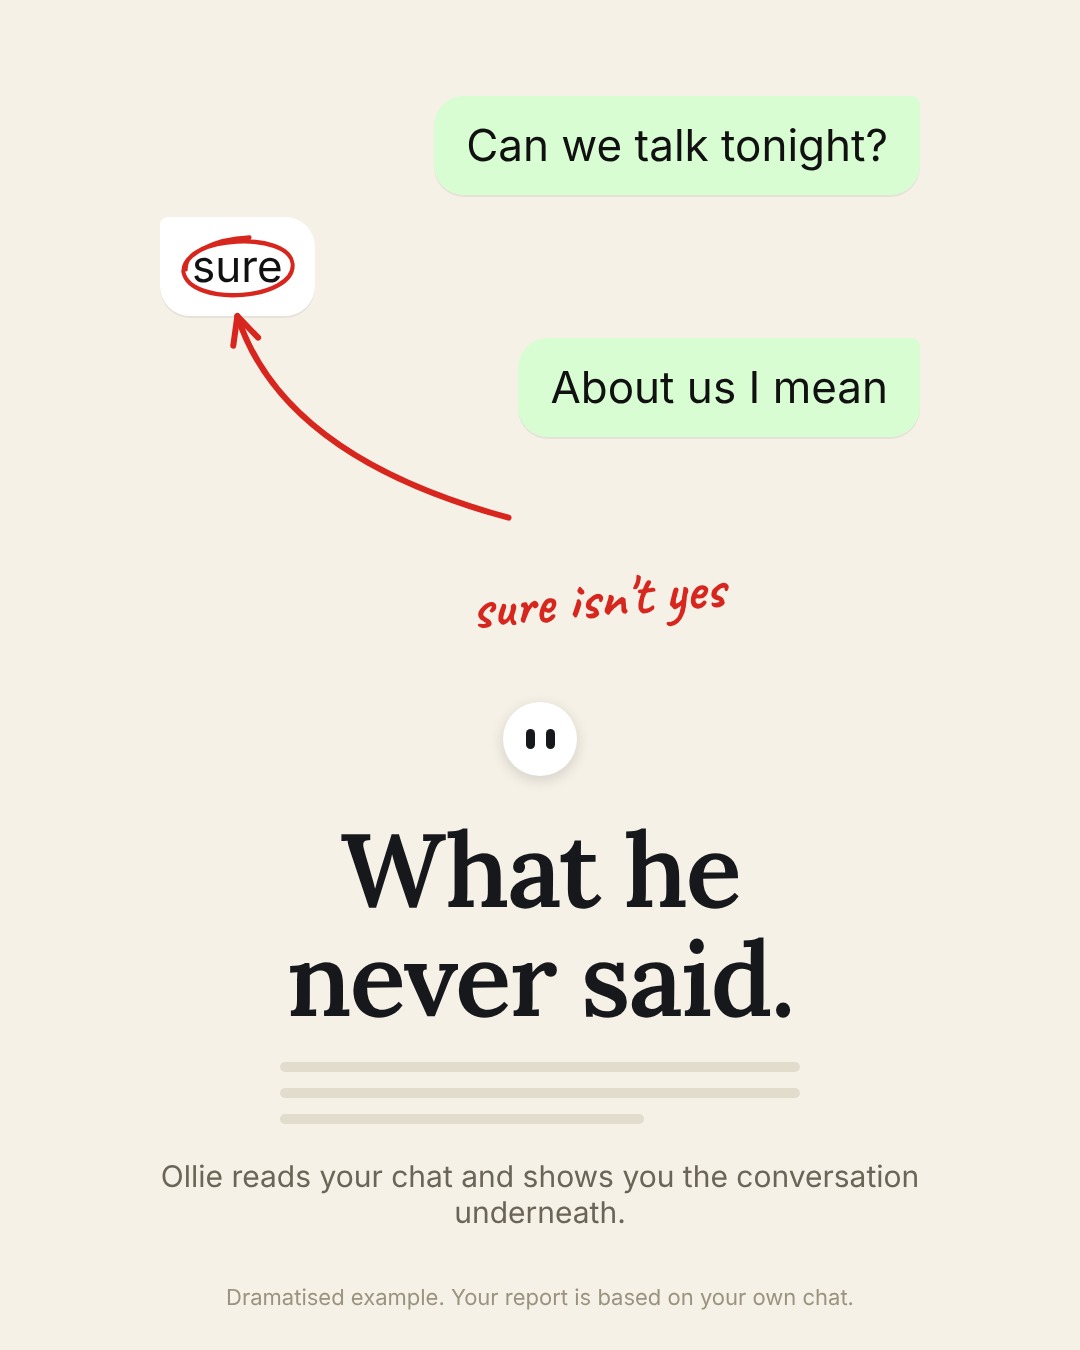 Can we talk tonight?
sure
About us I mean
sure isn't yes
What he
never said.
Ollie reads your chat and shows you the conversation
underneath.
Dramatised example. Your report is based on your own chat.